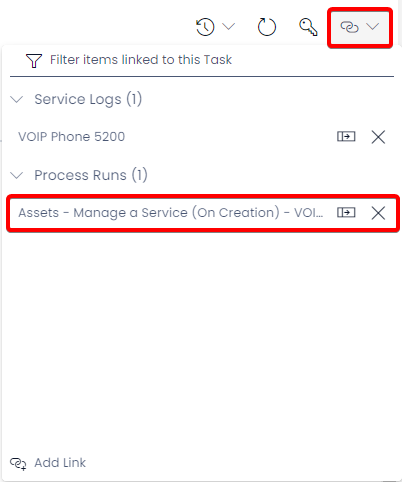 Filter items linked to this Task
Service Logs (1)
VOIP Phone 5200
Process Runs (1)
Assets - Manage a Service (On Creation) - VOI...
Add Link